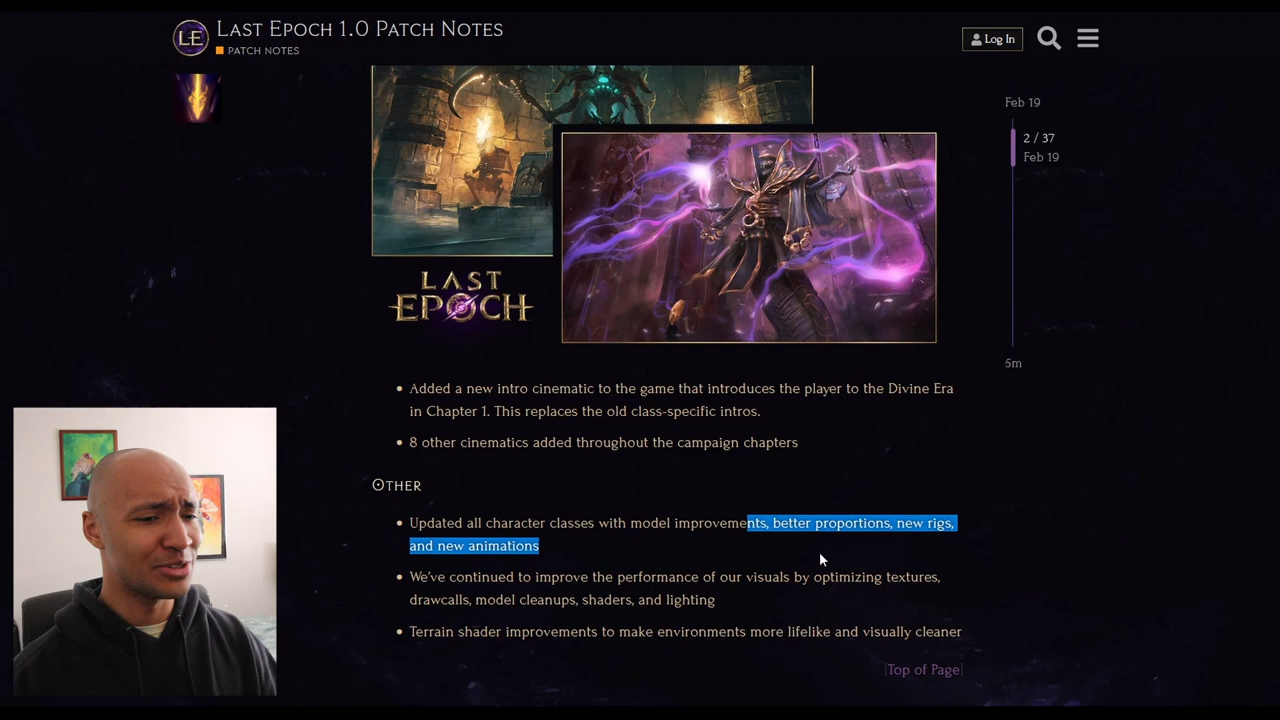 LAST EPOCH 1.0 PATCH NOTES
PATCH NOTES
LE
Log In
Feb 19
2 / 37
Feb 19
5m
LAST
EPOCH
Added a new intro cinematic to the game that introduces the player to the Divine Era
in Chapter 1. This replaces the old class-specific intros.
8 other cinematics added throughout the campaign chapters
OTHER
Updated all character classes with model improvements, better proportions, new rigs,
and new animations
We've continued to improve the performance of our visuals by optimizing textures,
drawcalls, model cleanups, shaders, and lighting
Terrain shader improvements to make environments more lifelike and visually cleaner
[Top of Page]